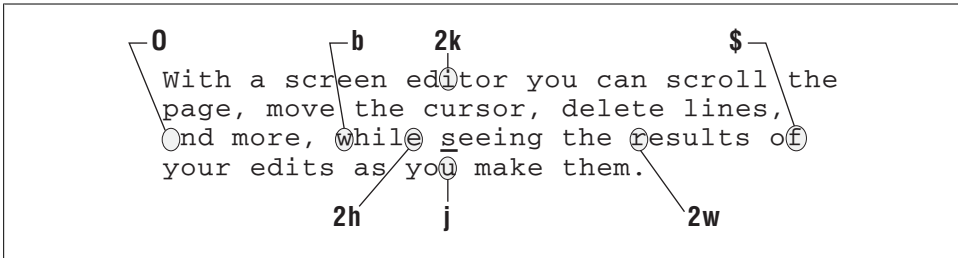 0 b 2k $
With a screen editor you can scroll the
page, move the cursor, delete lines,
nd more, while seeing the results of
your edits as you make them.
2h j 2w